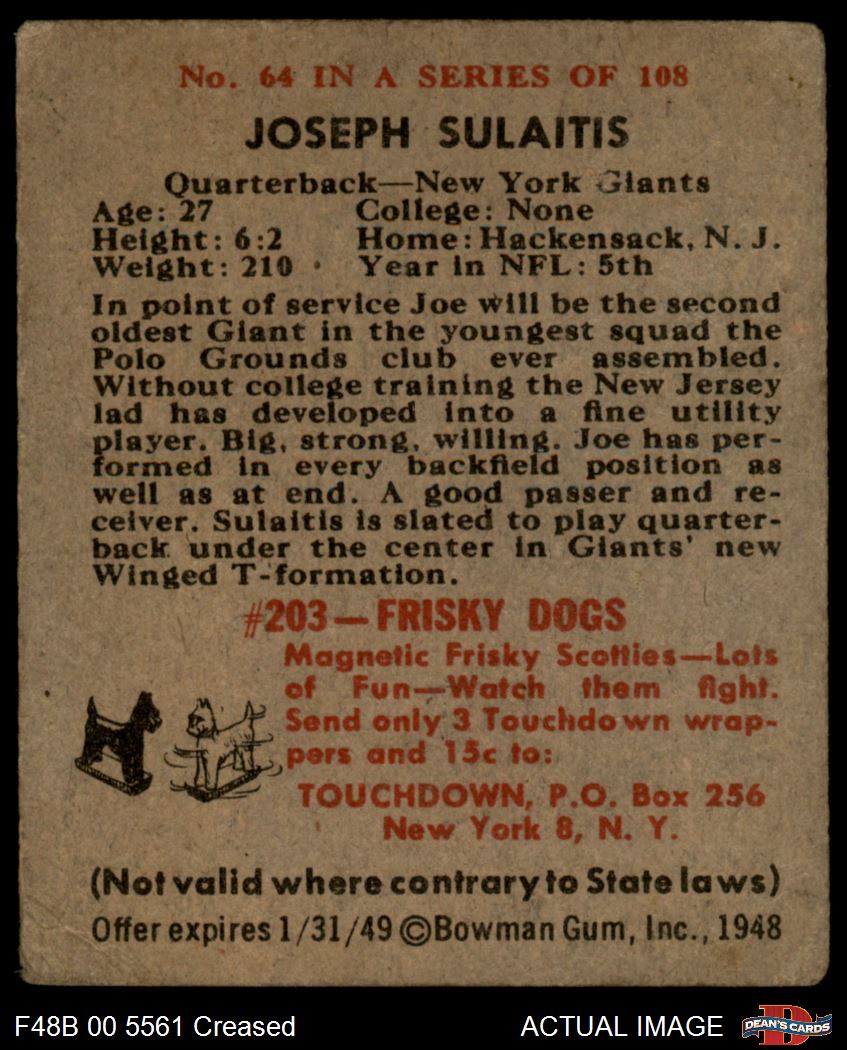 No. 64 IN A SERIES OF 108
JOSEPH SULAITIS
Quarterback—New York Giants
Age: 27 College: None
Height: 6:2 Home: Hackensack, N. J.
Weight: 210 Year in NFL: 5th
In point of service Joe will be the second
oldest Giant in the youngest squad the
Polo Grounds club ever assembled.
Without college training the New Jersey
lad has developed into a fine utility
player. Big, strong, willing. Joe has per-
formed in every backfield position as
well as at end. A good passer and re-
ceiver. Sulaitis is slated to play quarter-
back under the center in Giants' new
Winged T-formation.
#203—FRISKY DOGS
Magnetic Frisky Scotties—Lots
of Fun—Watch them fight.
Send only 3 Touchdown wrap-
pers and 15c to:
TOUCHDOWN, P.O. Box 256
New York 8, N. Y.
(Not valid where contrary to State laws)
Offer expires 1/31/49 ©Bowman Gum, Inc., 1948
F48B 00 5561 Creased ACTUAL IMAGE
D
DEAN'S CARDS